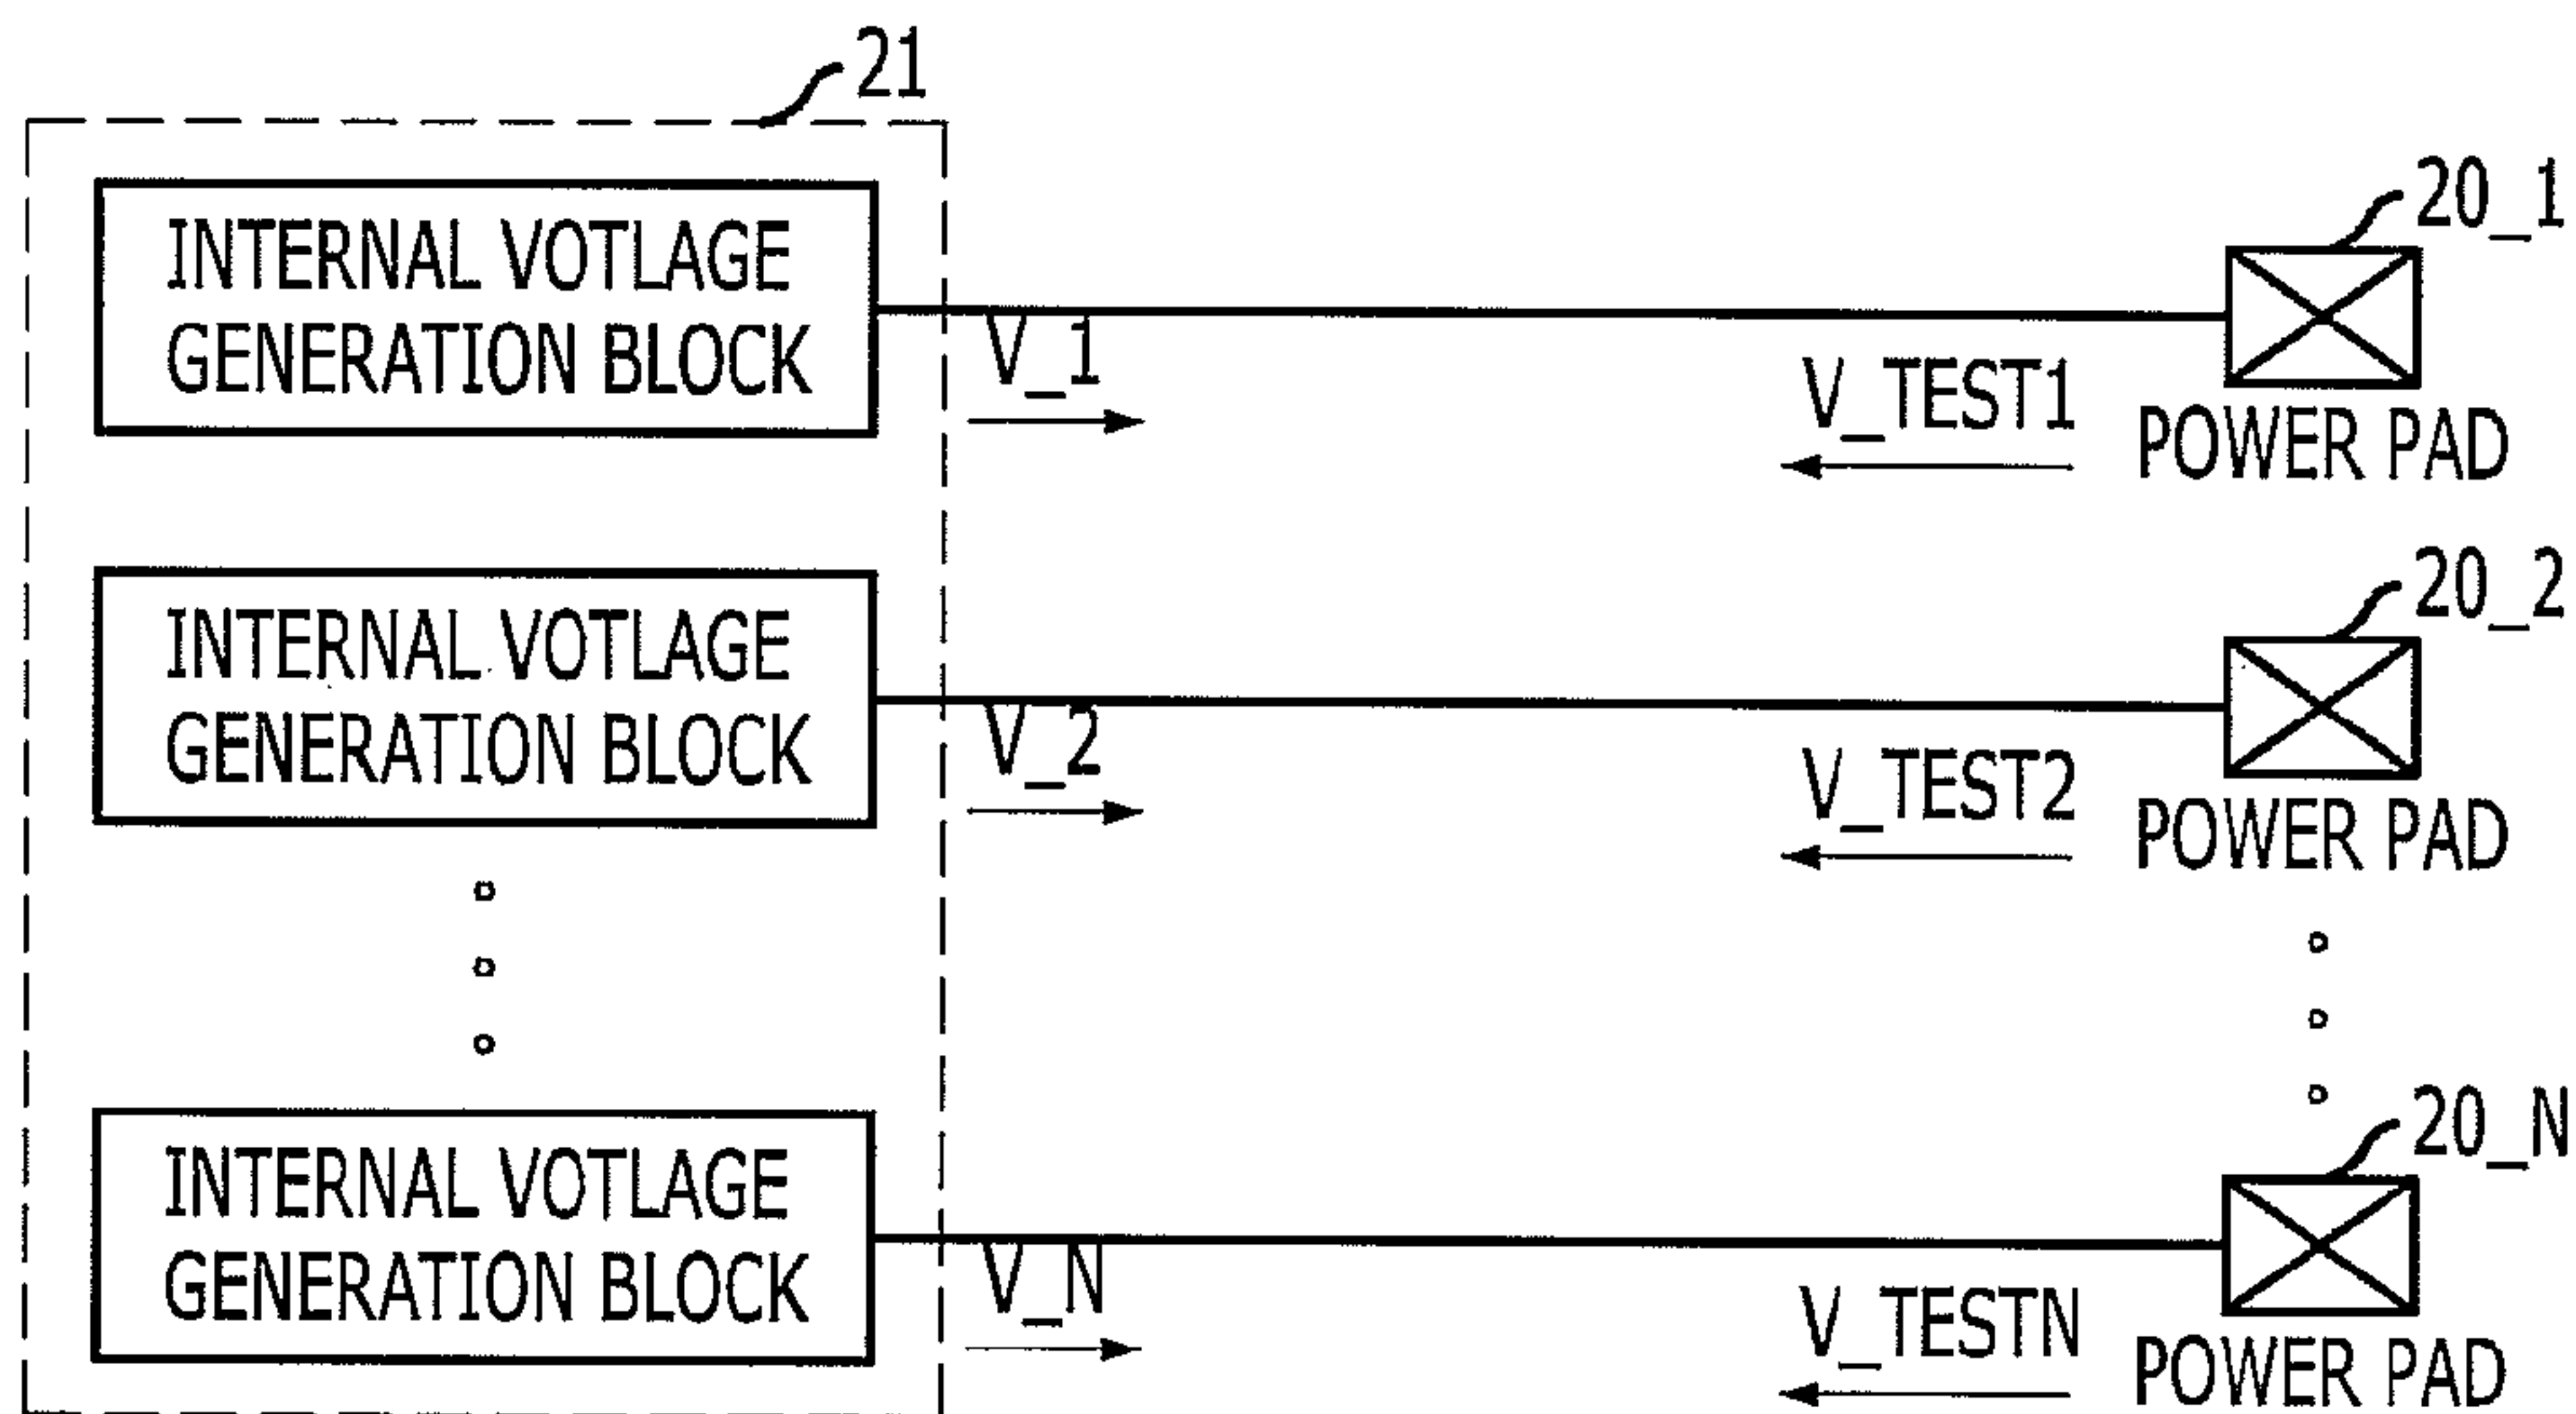 21
INTERNAL VOTLAGE
GENERATION BLOCK
V_1
V_TEST1
20_1
POWER PAD
INTERNAL VOTLAGE
GENERATION BLOCK
V_2
V_TEST2
20_2
POWER PAD
INTERNAL VOTLAGE
GENERATION BLOCK
V_N
V_TESTN
20_N
POWER PAD